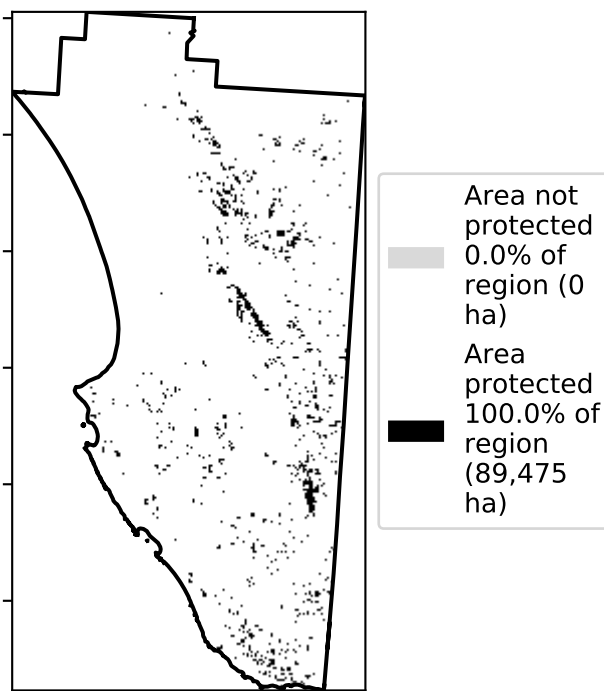 Area not
protected
0.0% of
region (0
ha)
Area
protected
100.0% of
region
(89,475
ha)